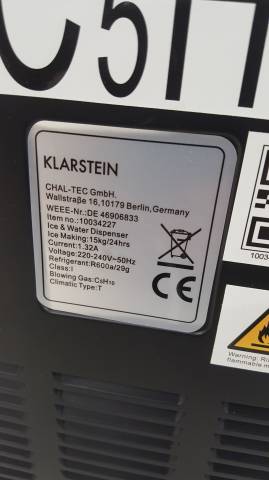 KLARSTEIN
CHAL-TEC GmbH.
Wallstraße 16,10179 Berlin,Germany
WEEE-Nr.:DE 46906833
Item no.: 10034227
Ice & Water Dispenser
Ice Making: 15kg/24hrs
Current: 1.32A
Voltage: 220-240V~50Hz
Refrigerant: R600a/29g
Class: I
Blowing Gas: C₅H₁₀
Climatic Type: T
CE
1003
Warning: Ri
flammable m